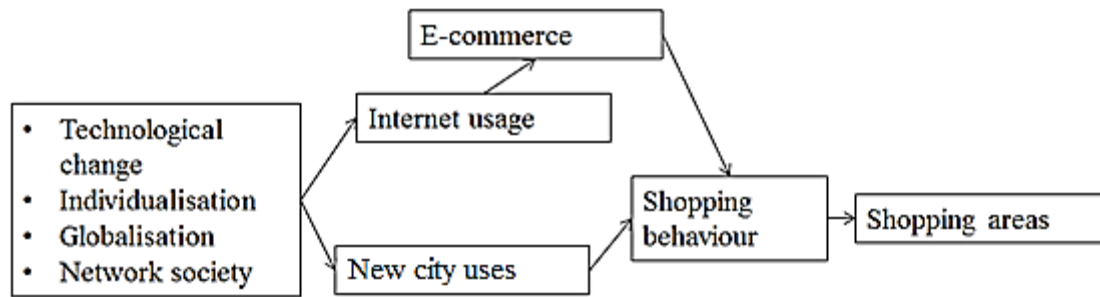 E-commerce
Internet usage
• Technological
change
• Individualisation
• Globalisation
• Network society
New city uses
Shopping
behaviour
Shopping areas